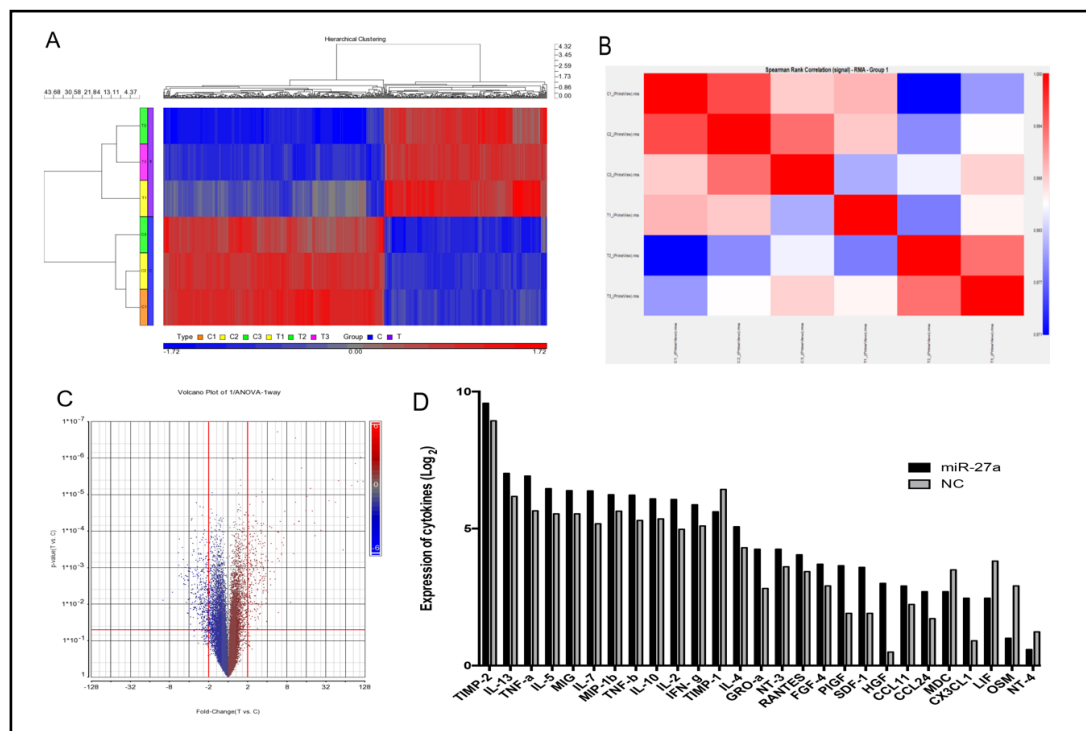 A
Hierarchical Clustering
4.32
3.45
2.59
1.73
0.86
0.00
43.68 30.58 21.84 13.11 4.37
Type C1 C2 C3 T1 T2 T3 Group C T
-1.72 0.00 1.72
B
Spearman Rank Correlation (signal) - RMA - Group 1
C
Volcano Plot of 1/ANOVA-1way
1*10^-7
1*10^-6
1*10^-5
1*10^-4
1*10^-3
1*10^-2
1*10^-1
1
p-value(T vs. C)
-128 -32 -8 -2 2 8 32 128
Fold-Change(T vs. C)
0
D
10
5
0
Expression of cytokines (Log2)
miR-27a
NC
TIMP-2
IL-13
TNF-a
IL-5
MIG
IL-7
MIP-1b
TNF-b
IL-10
IL-2
IFN- g
TIMP-1
IL-4
GRO-a
NT-3
RANTES
FGF-4
PIGF
SDF-1
HGF
CCL11
CCL24
MDC
CX3CL1
LIF
OSM
NT-4